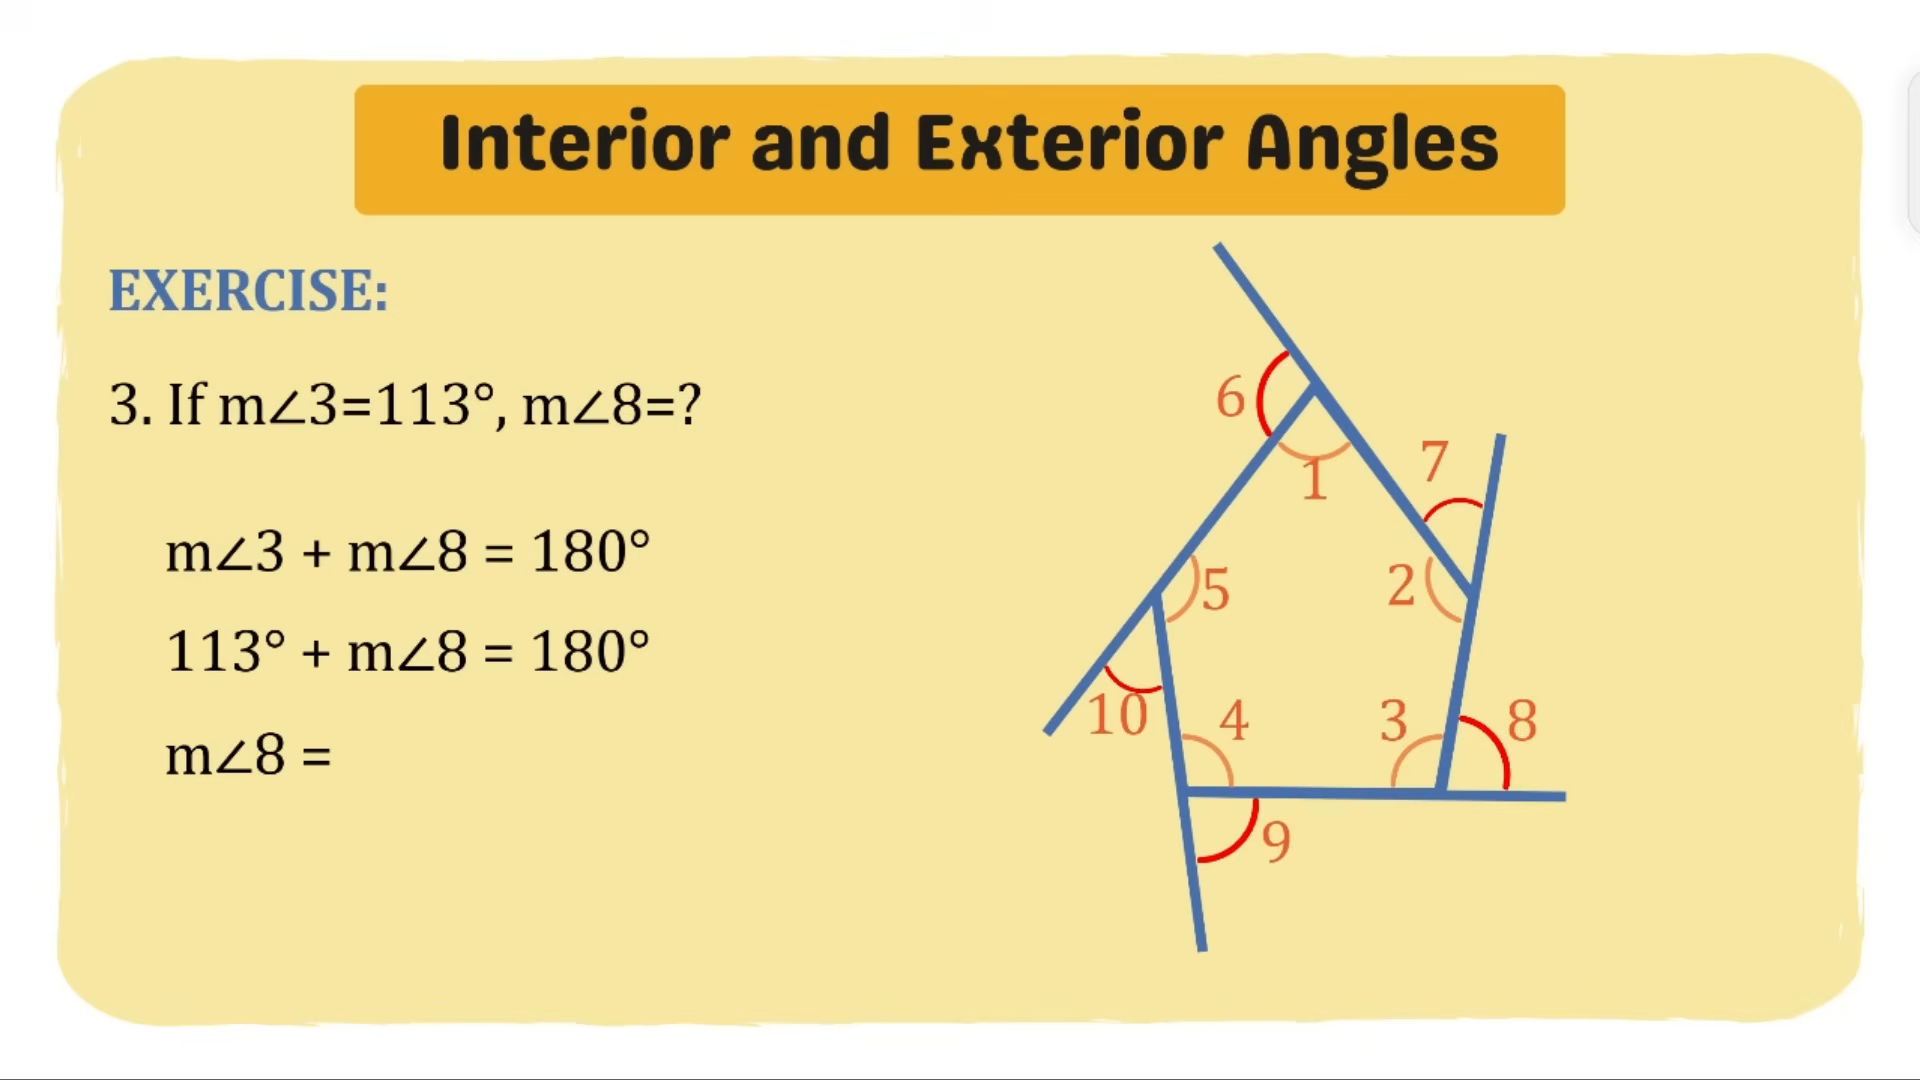 Interior and Exterior Angles
EXERCISE:
3. If m∠3=113°, m∠8=?
m∠3 + m∠8 = 180°
113° + m∠8 = 180°
m∠8 =
6
1
7
5
2
10
4
3
8
9